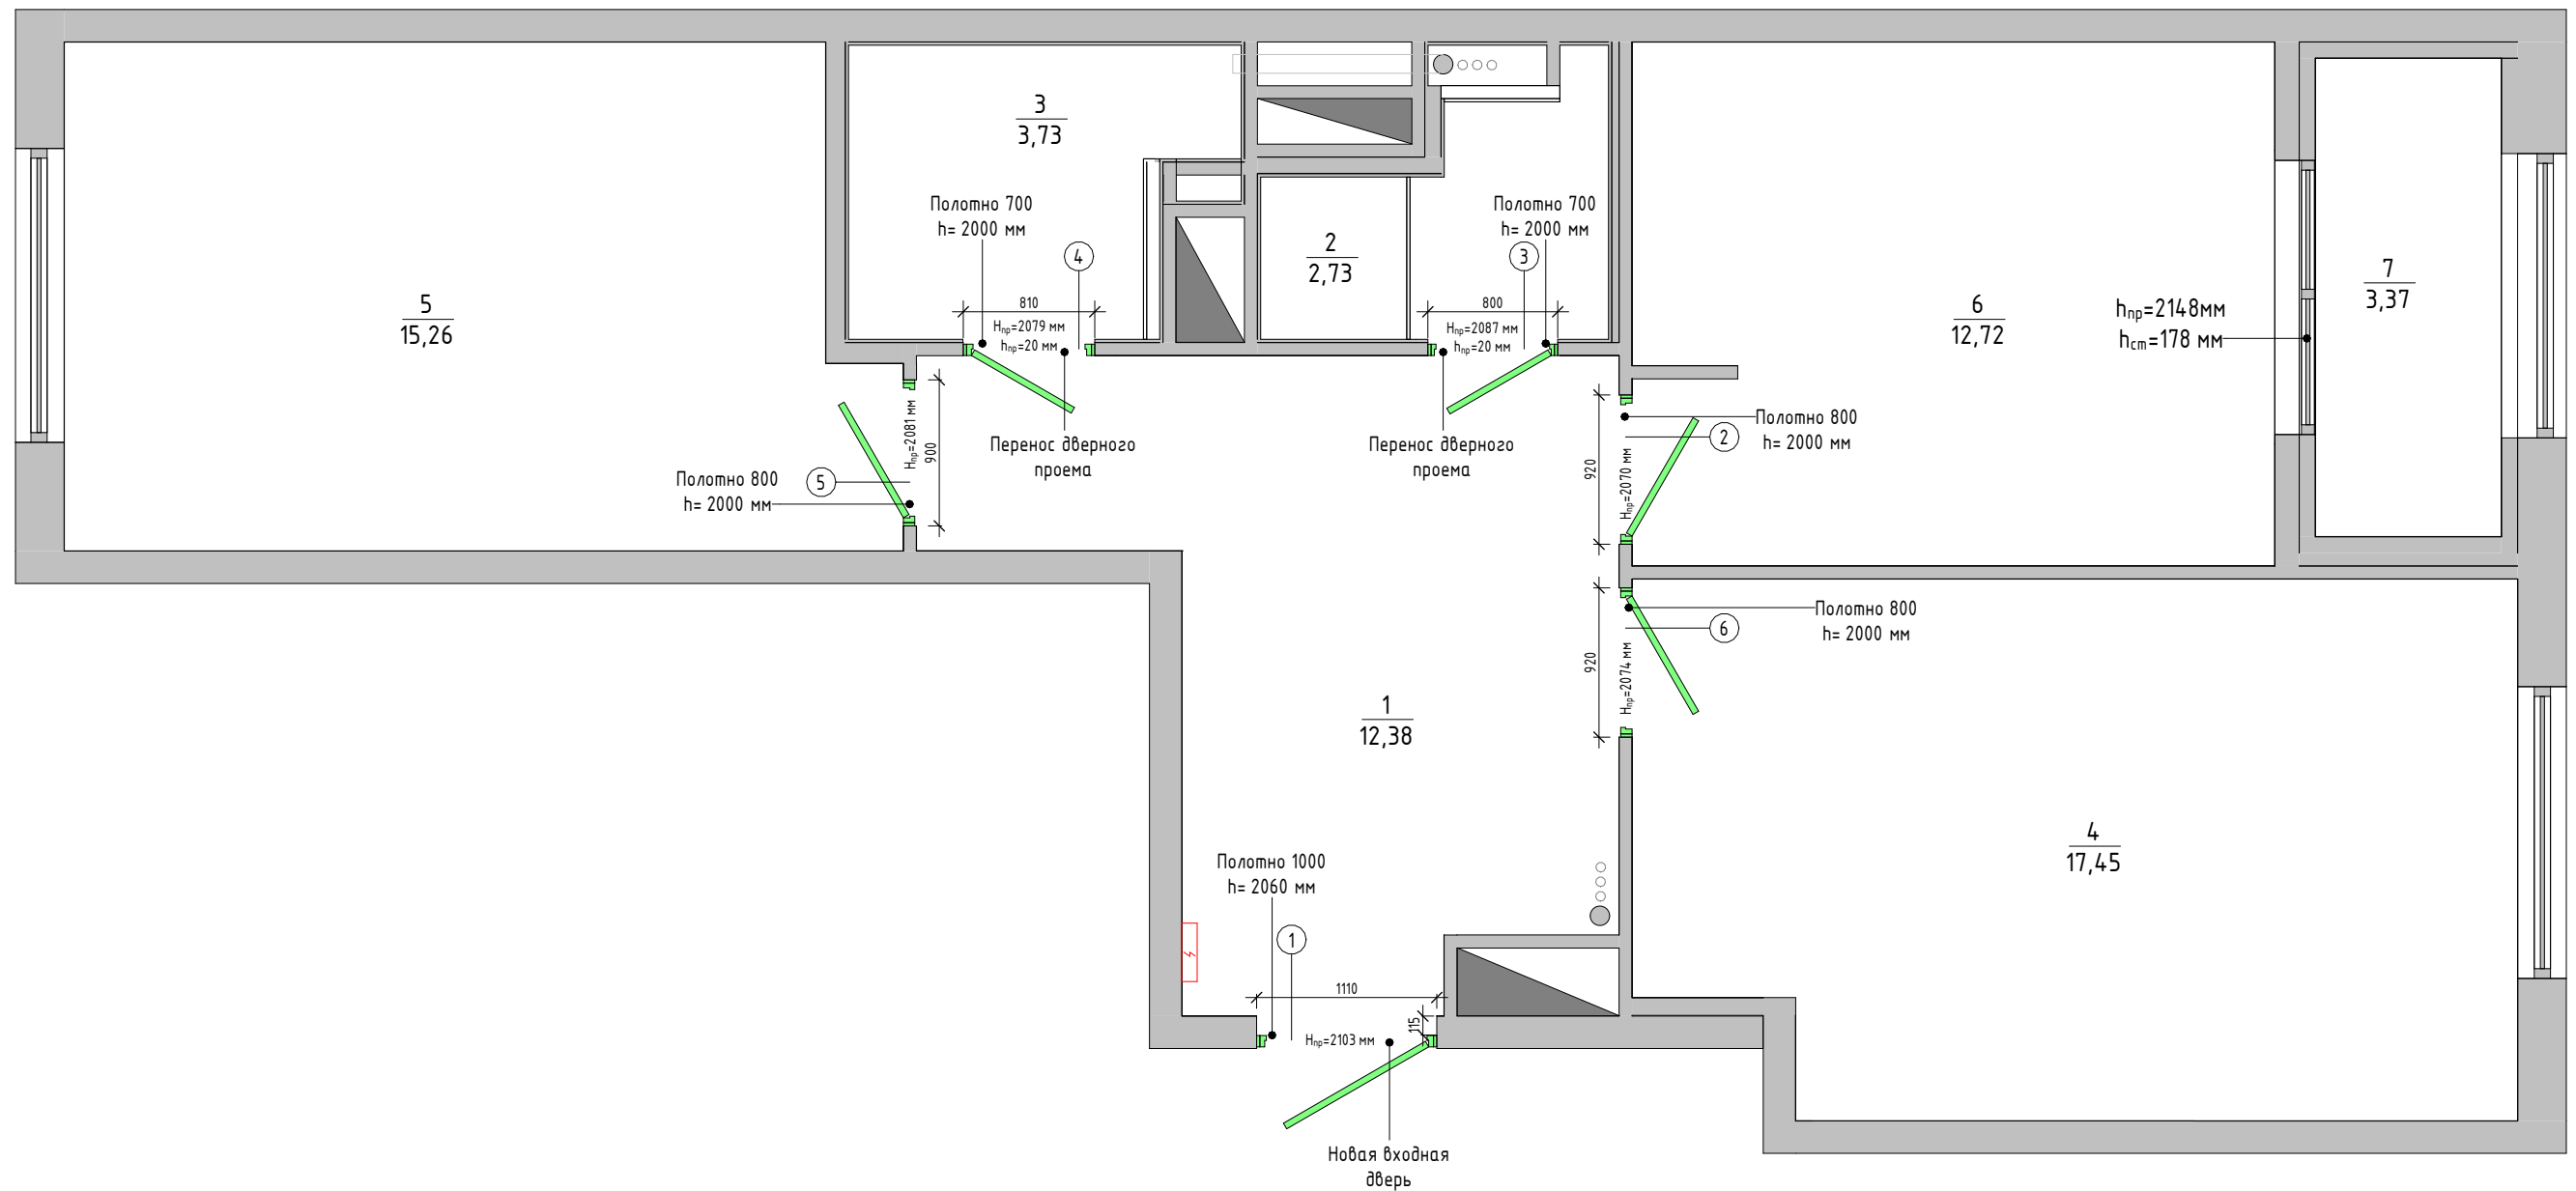 3
3,73
Полотно 700
h= 2000 мм
4
810
Hпр=2079 мм
hпр=20 мм
Перенос дверного
проема
2
2,73
Полотно 700
h= 2000 мм
3
800
Hпр=2087 мм
hпр=20 мм
Перенос дверного
проема
5
15,26
Полотно 800
h= 2000 мм
5
Hпр=2081 мм
900
6
12,72
hпр=2148мм
hст=178 мм
7
3,37
Полотно 800
h= 2000 мм
2
920
Hпр=2070 мм
Полотно 800
h= 2000 мм
6
920
Hпр=2074 мм
1
12,38
4
17,45
Полотно 1000
h= 2060 мм
1
1110
115
Hпр=2103 мм
Новая входная
дверь